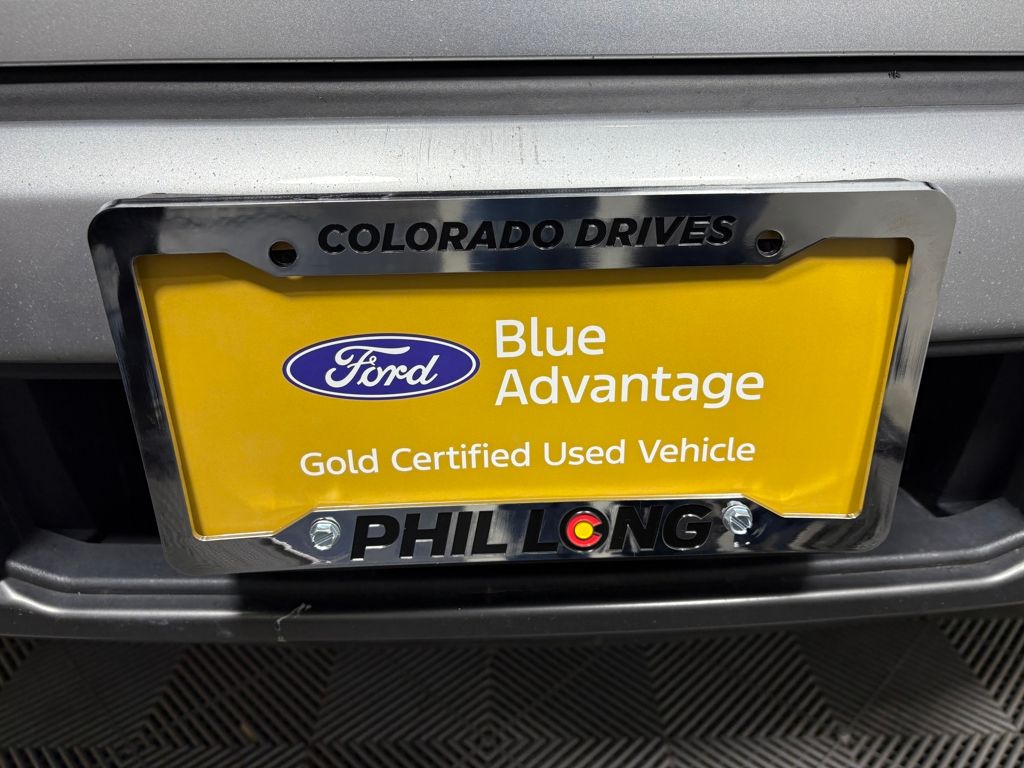 COLORADO DRIVES
Ford
Blue
Advantage
Gold Certified Used Vehicle
PHIL LONG